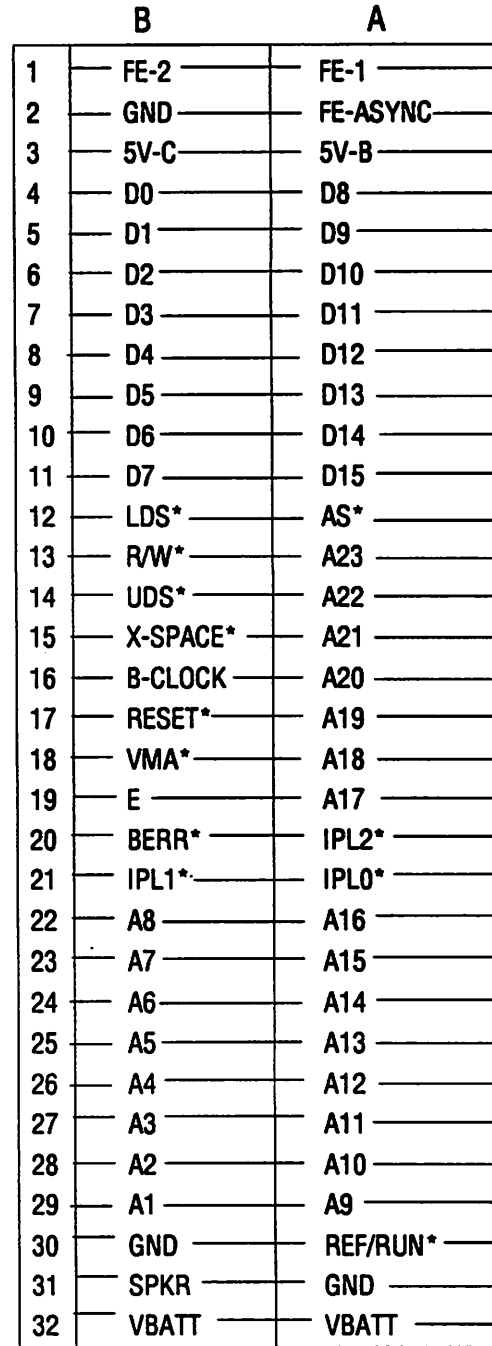 B A
1 FE-2 FE-1
2 GND FE-ASYNC
3 5V-C 5V-B
4 D0 D8
5 D1 D9
6 D2 D10
7 D3 D11
8 D4 D12
9 D5 D13
10 D6 D14
11 D7 D15
12 LDS* AS*
13 R/W* A23
14 UDS* A22
15 X-SPACE* A21
16 B-CLOCK A20
17 RESET* A19
18 VMA* A18
19 E A17
20 BERR* IPL2*
21 IPL1* IPL0*
22 A8 A16
23 A7 A15
24 A6 A14
25 A5 A13
26 A4 A12
27 A3 A11
28 A2 A10
29 A1 A9
30 GND REF/RUN*
31 SPKR GND
32 VBATT VBATT